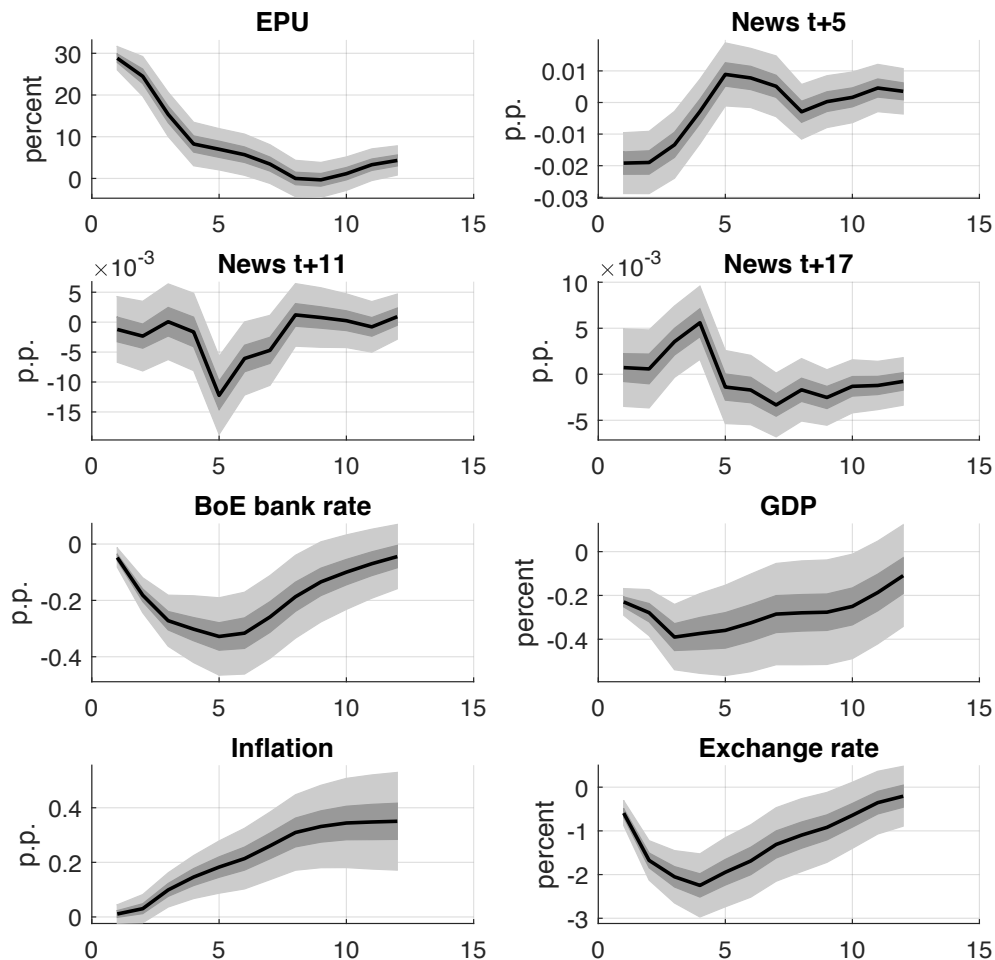 EPU
percent
30
20
10
0
0 5 10 15
News t+5
p.p.
0.01
0
-0.01
-0.02
-0.03
0 5 10 15
×10⁻³ News t+11
p.p.
5
0
-5
-10
-15
0 5 10 15
×10⁻³ News t+17
p.p.
10
5
0
-5
0 5 10 15
BoE bank rate
p.p.
0
-0.2
-0.4
0 5 10 15
GDP
percent
0
-0.2
-0.4
0 5 10 15
Inflation
p.p.
0.4
0.2
0
0 5 10 15
Exchange rate
percent
0
-1
-2
-3
0 5 10 15